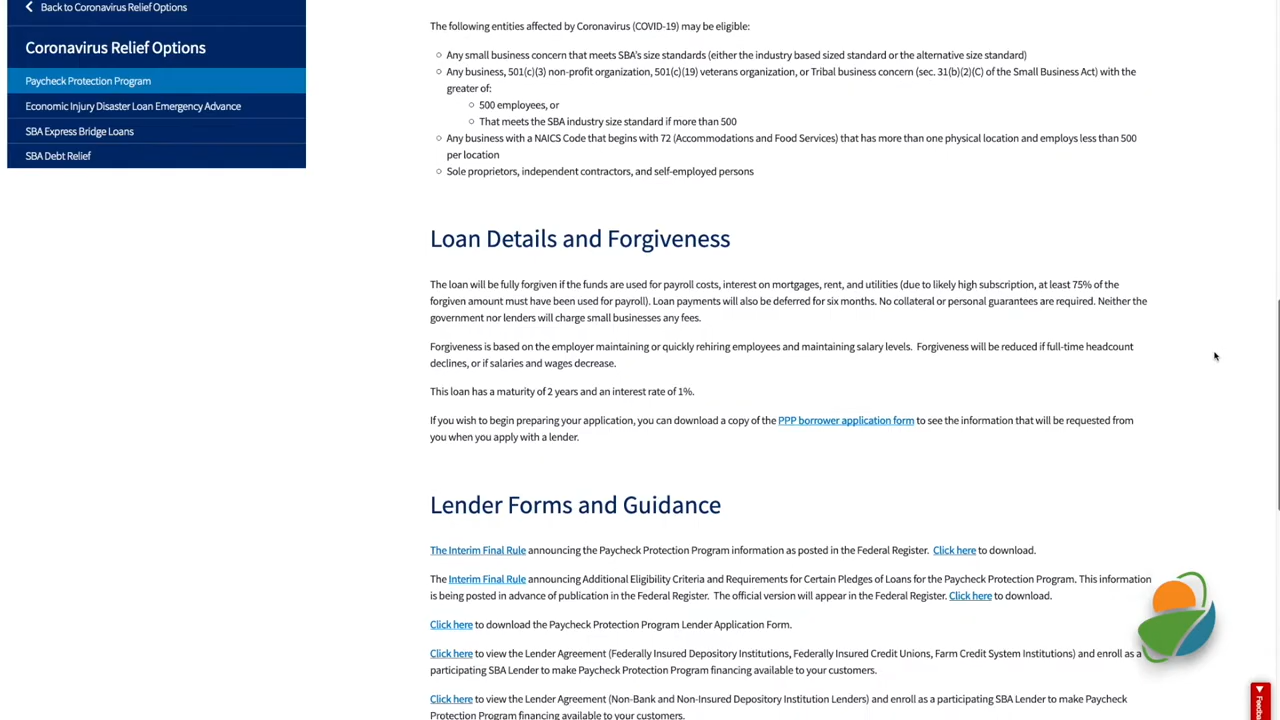 Back to Coronavirus Relief Options
Coronavirus Relief Options
Paycheck Protection Program
Economic Injury Disaster Loan Emergency Advance
SBA Express Bridge Loans
SBA Debt Relief
The following entities affected by Coronavirus (COVID-19) may be eligible:
Any small business concern that meets SBA's size standards (either the industry based sized standard or the alternative size standard)
Any business, 501(c)(3) non-profit organization, 501(c)(19) veterans organization, or Tribal business concern (sec. 31(b)(2)(C) of the Small Business Act) with the
greater of:
500 employees, or
That meets the SBA industry size standard if more than 500
Any business with a NAICS Code that begins with 72 (Accommodations and Food Services) that has more than one physical location and employs less than 500
per location
Sole proprietors, independent contractors, and self-employed persons
Loan Details and Forgiveness
The loan will be fully forgiven if the funds are used for payroll costs, interest on mortgages, rent, and utilities (due to likely high subscription, at least 75% of the
forgiven amount must have been used for payroll). Loan payments will also be deferred for six months. No collateral or personal guarantees are required. Neither the
government nor lenders will charge small businesses any fees.
Forgiveness is based on the employer maintaining or quickly rehiring employees and maintaining salary levels. Forgiveness will be reduced if full-time headcount
declines, or if salaries and wages decrease.
This loan has a maturity of 2 years and an interest rate of 1%.
If you wish to begin preparing your application, you can download a copy of the PPP borrower application form to see the information that will be requested from
you when you apply with a lender.
Lender Forms and Guidance
The Interim Final Rule announcing the Paycheck Protection Program information as posted in the Federal Register. Click here to download.
The Interim Final Rule announcing Additional Eligibility Criteria and Requirements for Certain Pledges of Loans for the Paycheck Protection Program. This information
is being posted in advance of publication in the Federal Register. The official version will appear in the Federal Register. Click here to download.
Click here to download the Paycheck Protection Program Lender Application Form.
Click here to view the Lender Agreement (Federally Insured Depository Institutions, Federally Insured Credit Unions, Farm Credit System Institutions) and enroll as a
participating SBA Lender to make Paycheck Protection Program financing available to your customers.
Click here to view the Lender Agreement (Non-Bank and Non-Insured Depository Institution Lenders) and enroll as a participating SBA Lender to make Paycheck
Protection Program financing available to your customers.